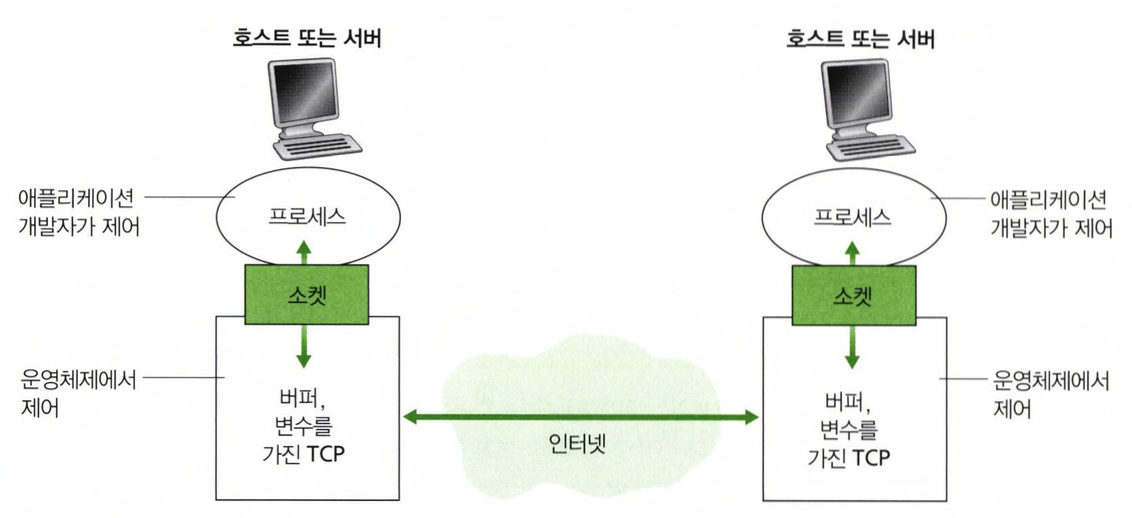 호스트 또는 서버
호스트 또는 서버
애플리케이션
개발자가 제어
프로세스
프로세스
애플리케이션
개발자가 제어
소켓
소켓
운영체제에서
제어
버퍼,
변수를
가진 TCP
인터넷
버퍼,
변수를
가진 TCP
운영체제에서
제어